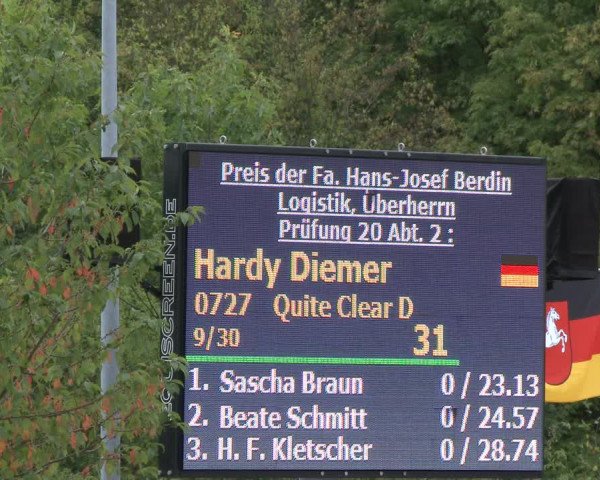 Preis der Fa. Hans-Josef Berdin
Logistik, Überherrn
Prüfung 20 Abt. 2 :
Hardy Diemer
0727 Quite Clear D
9/30 31
1. Sascha Braun 0 / 23.13
2. Beate Schmitt 0 / 24.57
3. H. F. Kletscher 0 / 28.74